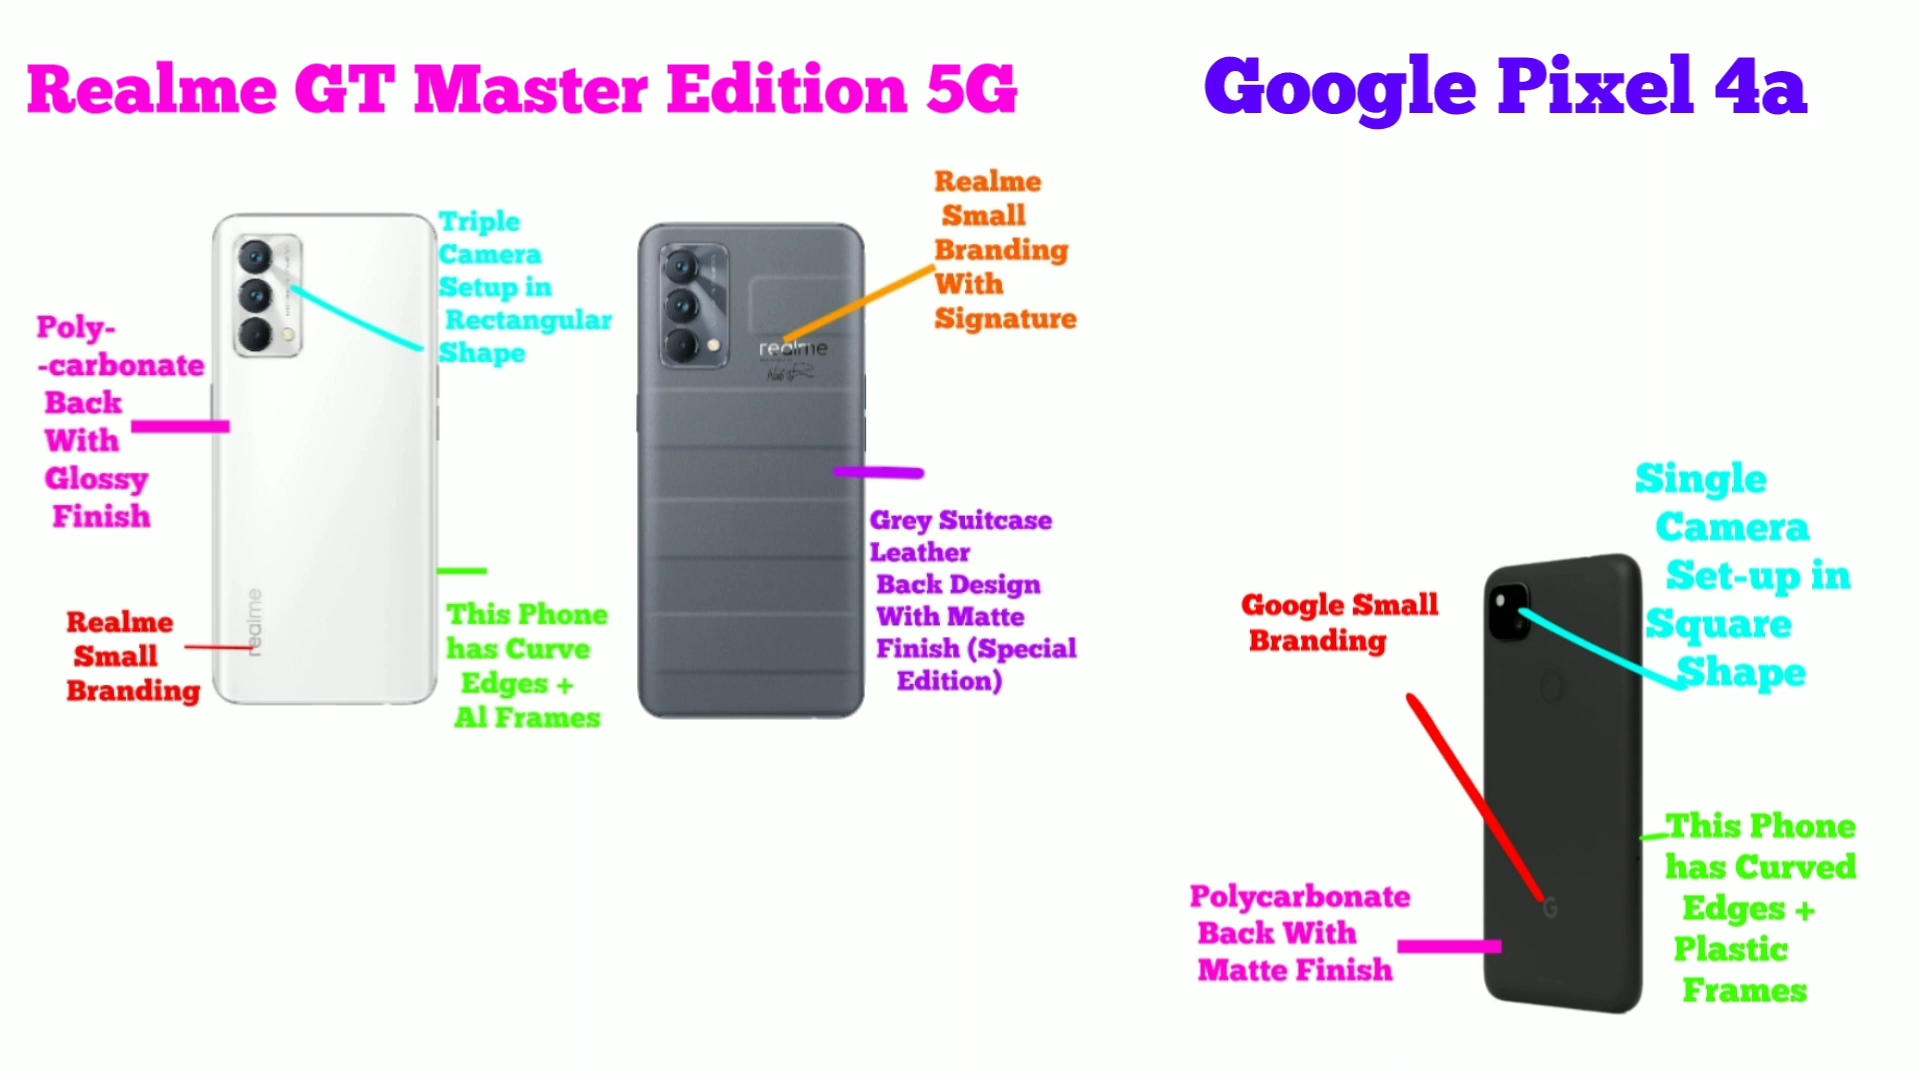 Realme GT Master Edition 5G
Google Pixel 4a
Triple
Camera
Setup in
Rectangular
Shape
Poly-
-carbonate
Back
With
Glossy
Finish
Realme
Small
Branding
realme
This Phone
has Curve
Edges +
Al Frames
Realme
Small
Branding
With
Signature
realme
Grey Suitcase
Leather
Back Design
With Matte
Finish (Special
Edition)
Single
Camera
Set-up in
Square
Shape
Google Small
Branding
G
Polycarbonate
Back With
Matte Finish
This Phone
has Curved
Edges +
Plastic
Frames